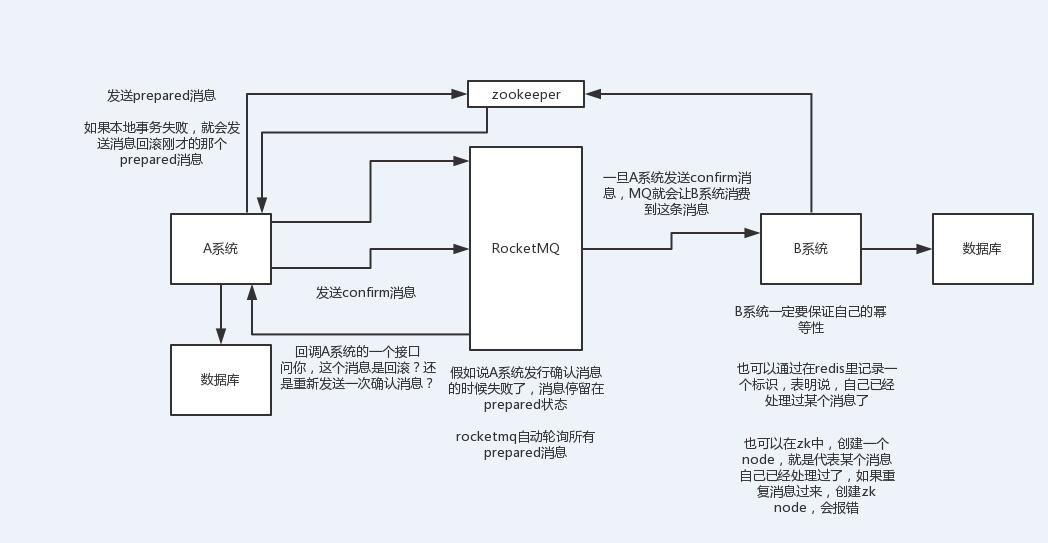 发送prepared消息
如果本地事务失败，就会发
送消息回滚刚才的那个
prepared消息
zookeeper
A系统
RocketMQ
一旦A系统发送confirm消
息，MQ就会让B系统消费
到这条消息
B系统
数据库
发送confirm消息
数据库
回调A系统的一个接口
问你，这个消息是回滚？还
是重新发送一次确认消息？
假如说A系统发行确认消息
的时候失败了，消息停留在
prepared状态
rocketmq自动轮询所有
prepared消息
B系统一定要保证自己的幂
等性
也可以通过在redis里记录一
个标识，表明说，自己已经
处理过某个消息了
也可以在zk中，创建一个
node，就是代表某个消息
自己已经处理过了，如果重
复消息过来，创建zk
node，会报错